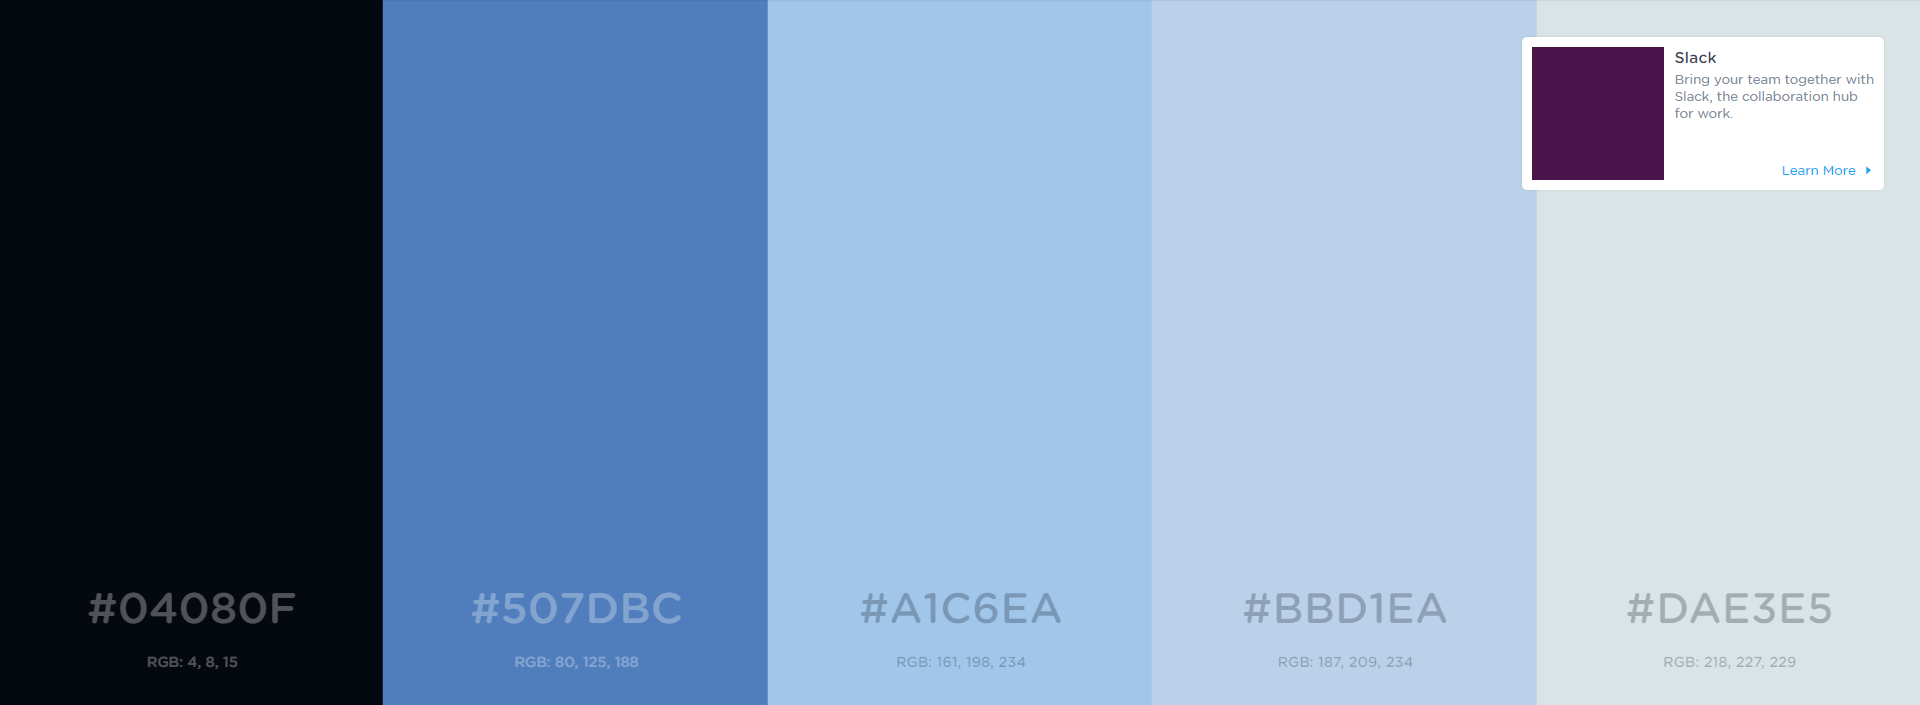 Slack
Bring your team together with
Slack, the collaboration hub
for work.
Learn More
#04080F
#507DBC
#A1C6EA
#BBD1EA
#DAE3E5
RGB: 4, 8, 15
RGB: 80, 125, 188
RGB: 161, 198, 234
RGB: 187, 209, 234
RGB: 218, 227, 229